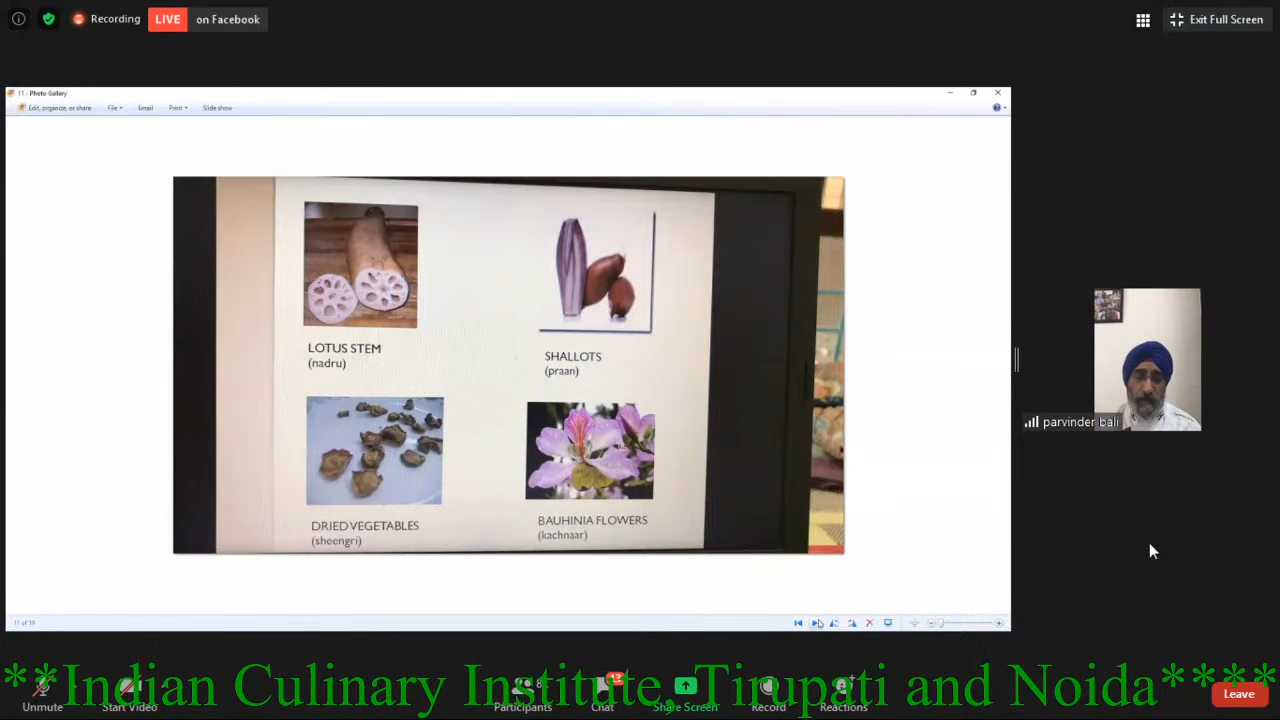 Recording
LIVE on Facebook
Exit Full Screen
11 - Photo Gallery
Edit, organize, or share
File
Email
Print
Slide show
LOTUS STEM
(nadru)
SHALLOTS
(praan)
DRIED VEGETABLES
(sheengri)
BAUHINIA FLOWERS
(kachnaar)
parvinder bali
11 of 19
**Indian Culinary Institute, Tirupati and Noida****
13
Unmute
Start Video
Participants
Chat
Share Screen
Record
Reactions
Leave